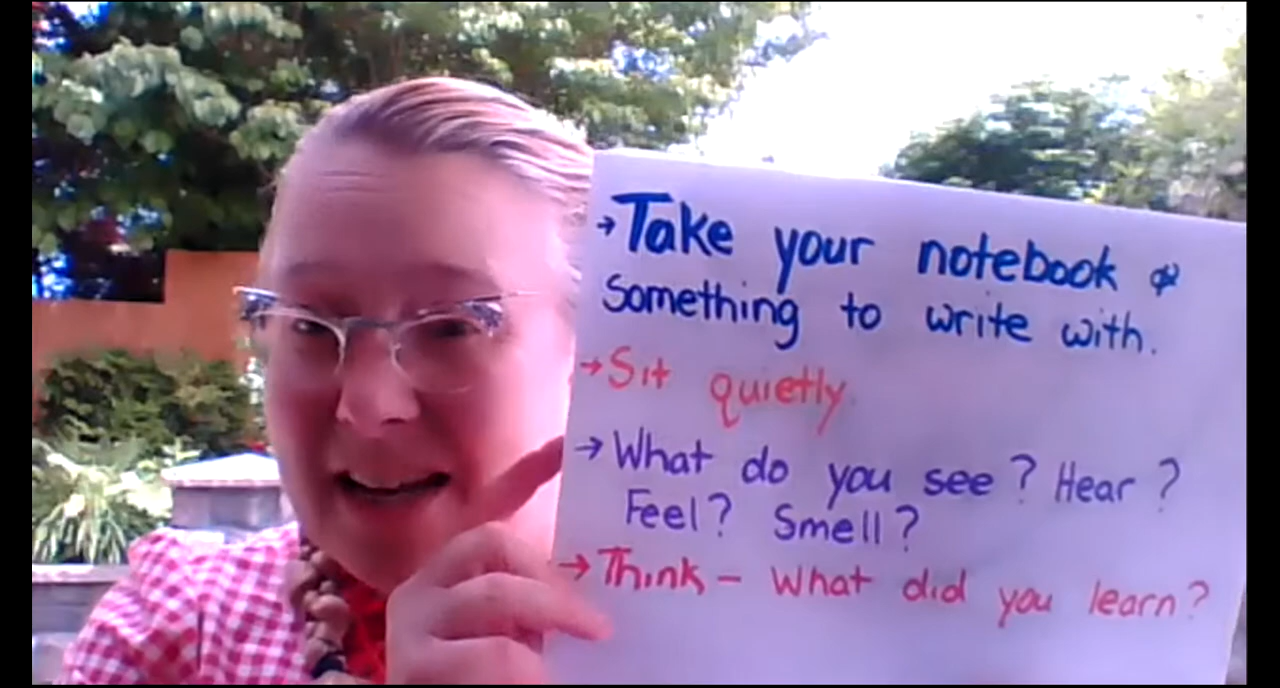 →Take your notebook &
Something to write with.
→Sit quietly.
→What do you see? Hear?
Feel? Smell?
→Think - What did you learn?